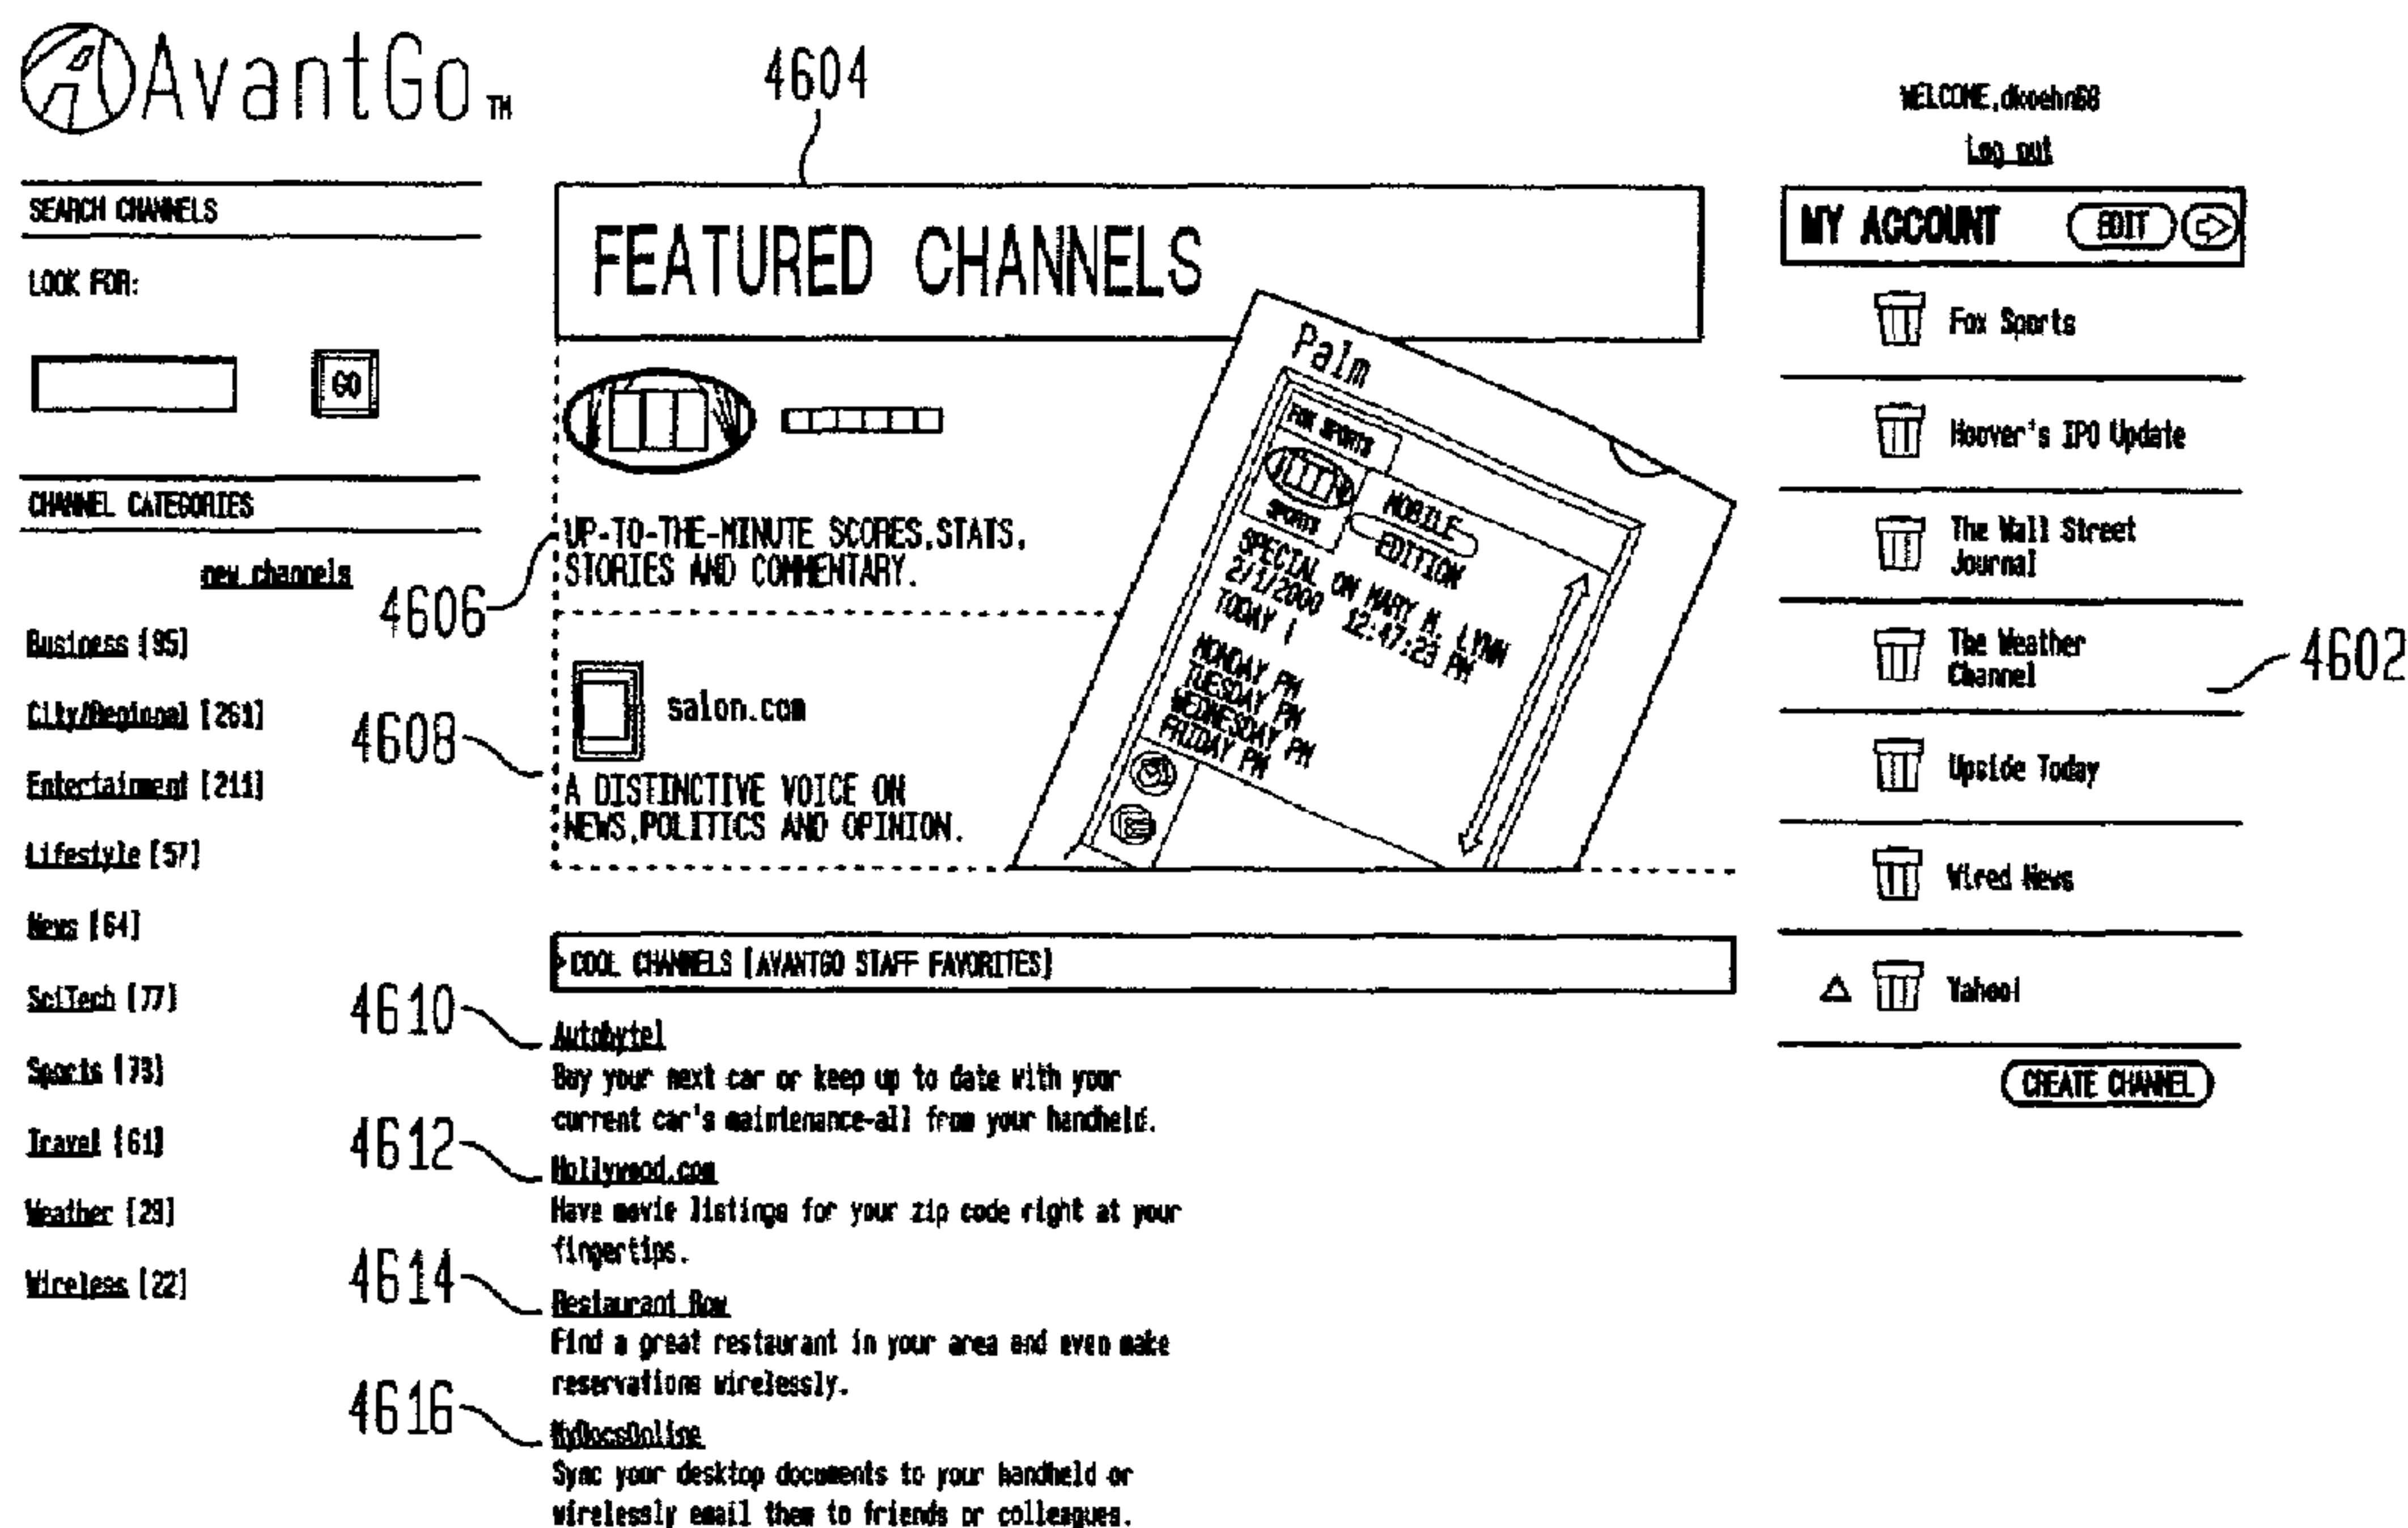 AvantGo TM
SEARCH CHANNELS
LOOK FOR:
GO
CHANNEL CATEGORIES
new channels
Business [95]
City/Regional [261]
Entertainment [211]
Lifestyle [57]
News [64]
SciTech [77]
Sports [73]
Travel [61]
Weather [29]
Wireless [22]
4604
FEATURED CHANNELS
4606
UP-TO-THE-MINUTE SCORES, STATS,
STORIES AND COMMENTARY.
4608
salon.com
A DISTINCTIVE VOICE ON
NEWS, POLITICS AND OPINION.
Palm
FOX SPORTS
SPORTS
MOBILE
EDITION
SPECIAL ON MARY M. LYNN
2/1/2000 12:47:23 PM
TODAY
MONDAY PM
TUESDAY PM
WEDNESDAY PM
FRIDAY PM
COOL CHANNELS [AVANTGO STAFF FAVORITES]
4610
Autobytel
Buy your next car or keep up to date with your
current car's maintenance-all from your handheld.
4612
Hollywood.com
Have movie listings for your zip code right at your
fingertips.
4614
Restaurant Row
Find a great restaurant in your area and even make
reservations wirelessly.
4616
MyDocsOnline
Sync your desktop documents to your handheld or
wirelessly email them to friends or colleagues.
WELCOME,
Log out
MY ACCOUNT EDIT
Fox Sports
Hoover's IPO Update
The Wall Street
Journal
The Weather
Channel
4602
Upside Today
Wired News
Yahoo!
CREATE CHANNEL